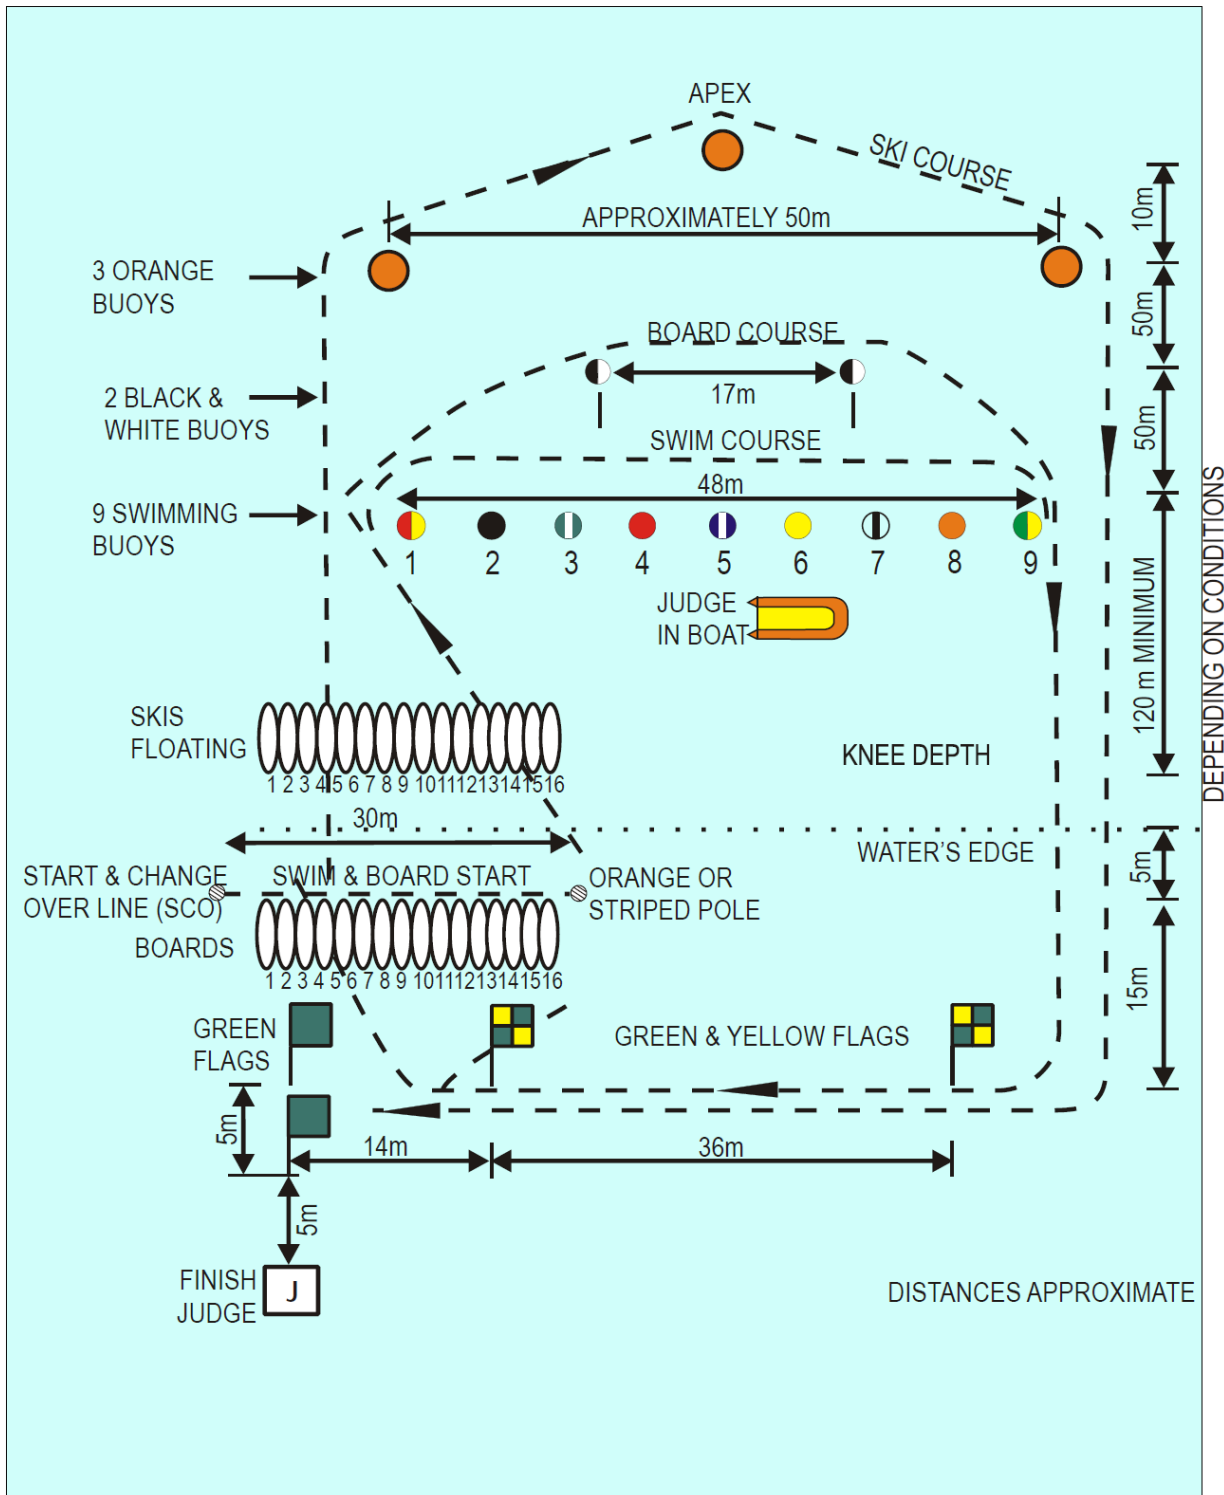 APEX
SKI COURSE
10m
APPROXIMATELY 50m
3 ORANGE
BUOYS
50m
BOARD COURSE
2 BLACK &
WHITE BUOYS
17m
50m
SWIM COURSE
48m
9 SWIMMING
BUOYS
1 2 3 4 5 6 7 8 9
JUDGE
IN BOAT
120 m MINIMUM
DEPENDING ON CONDITIONS
SKIS
FLOATING
KNEE DEPTH
1 2 3 4 5 6 7 8 9 10 11 12 13 14 15 16
30m
WATER'S EDGE
5m
START & CHANGE
OVER LINE (SCO)
SWIM & BOARD START
ORANGE OR
STRIPED POLE
BOARDS
1 2 3 4 5 6 7 8 9 10 11 12 13 14 15 16
15m
GREEN
FLAGS
GREEN & YELLOW FLAGS
5m
14m
36m
5m
FINISH
JUDGE
J
DISTANCES APPROXIMATE